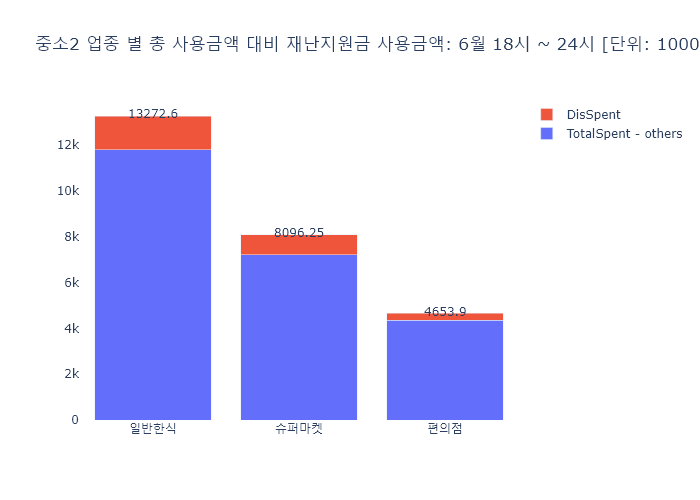 중소2 업종 별 총 사용금액 대비 재난지원금 사용금액: 6월 18시 ~ 24시 [단위: 1000
13272.6
DisSpent
TotalSpent - others
12k
10k
8096.25
8k
6k
4653.9
4k
2k
0
일반한식
슈퍼마켓
편의점